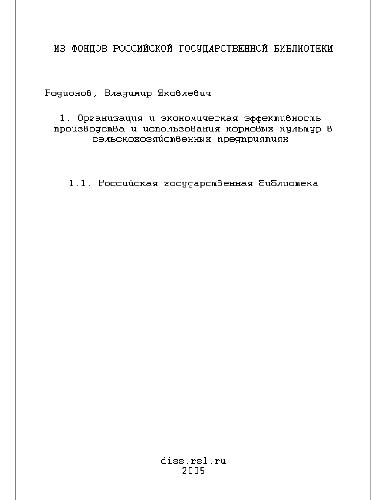 ИЗ ФОНДОВ РОССИЙСКОЙ ГОСУДАРСТВЕННОЙ БИБЛИОТЕКИ
Родионов, Владимир Яковлевич
1. Организация и экономическая эффективность
производства и использования кормовых культур в
сельскохозяйственных предприятиях
1.1. Российская государственная библиотека
diss.rsl.ru
2005